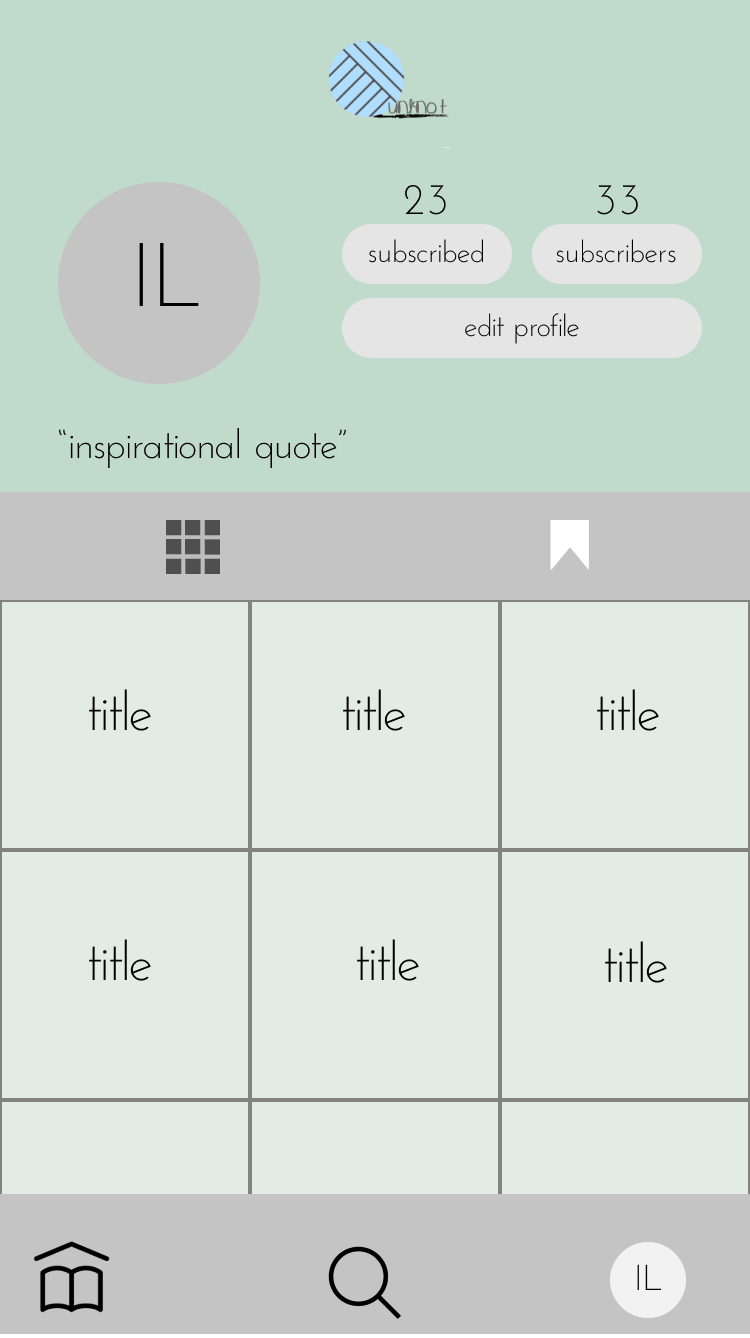 unknot
IL
23 33
subscribed subscribers
edit profile
“inspirational quote”
title title title
title title title
IL